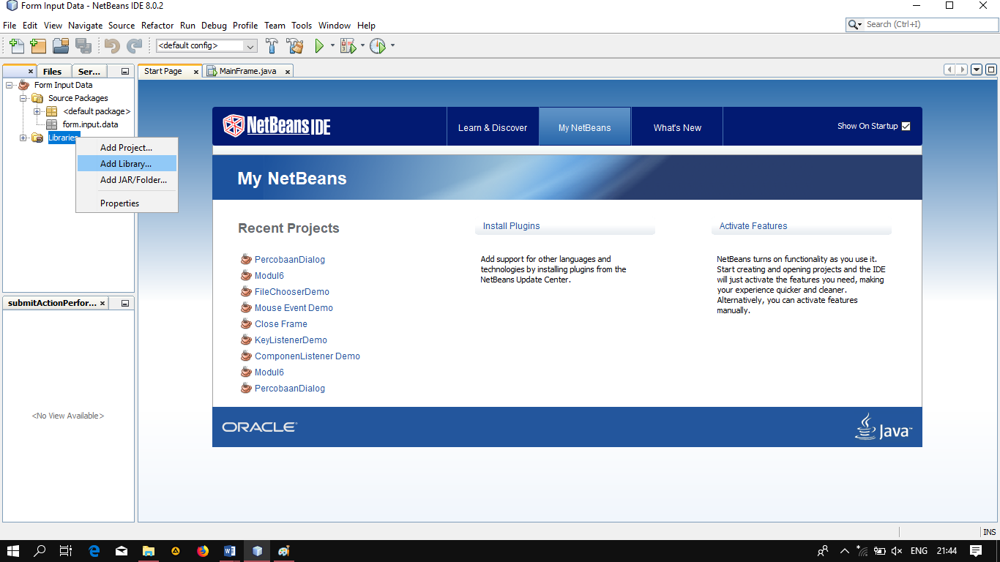 Form Input Data - NetBeans IDE 8.0.2
File Edit View Navigate Source Refactor Run Debug Profile Team Tools Window Help
Search (Ctrl+I)
<default config>
Files Ser...
Start Page MainFrame.java
Form Input Data
Source Packages
<default package>
form.input.data
Libraries
Add Project...
Add Library...
Add JAR/Folder...
Properties
submitActionPerfor...
<No View Available>
NetBeans IDE
Learn & Discover
My NetBeans
What's New
Show On Startup
My NetBeans
Recent Projects
PercobaanDialog
Modul6
FileChooserDemo
Mouse Event Demo
Close Frame
KeyListenerDemo
ComponenListener Demo
Modul6
PercobaanDialog
Install Plugins
Add support for other languages and
technologies by installing plugins from the
NetBeans Update Center.
Activate Features
NetBeans turns on functionality as you use it.
Start creating and opening projects and the IDE
will just activate the features you need, making
your experience quicker and cleaner.
Alternatively, you can activate features
manually.
ORACLE
Java
INS
ENG 21:44